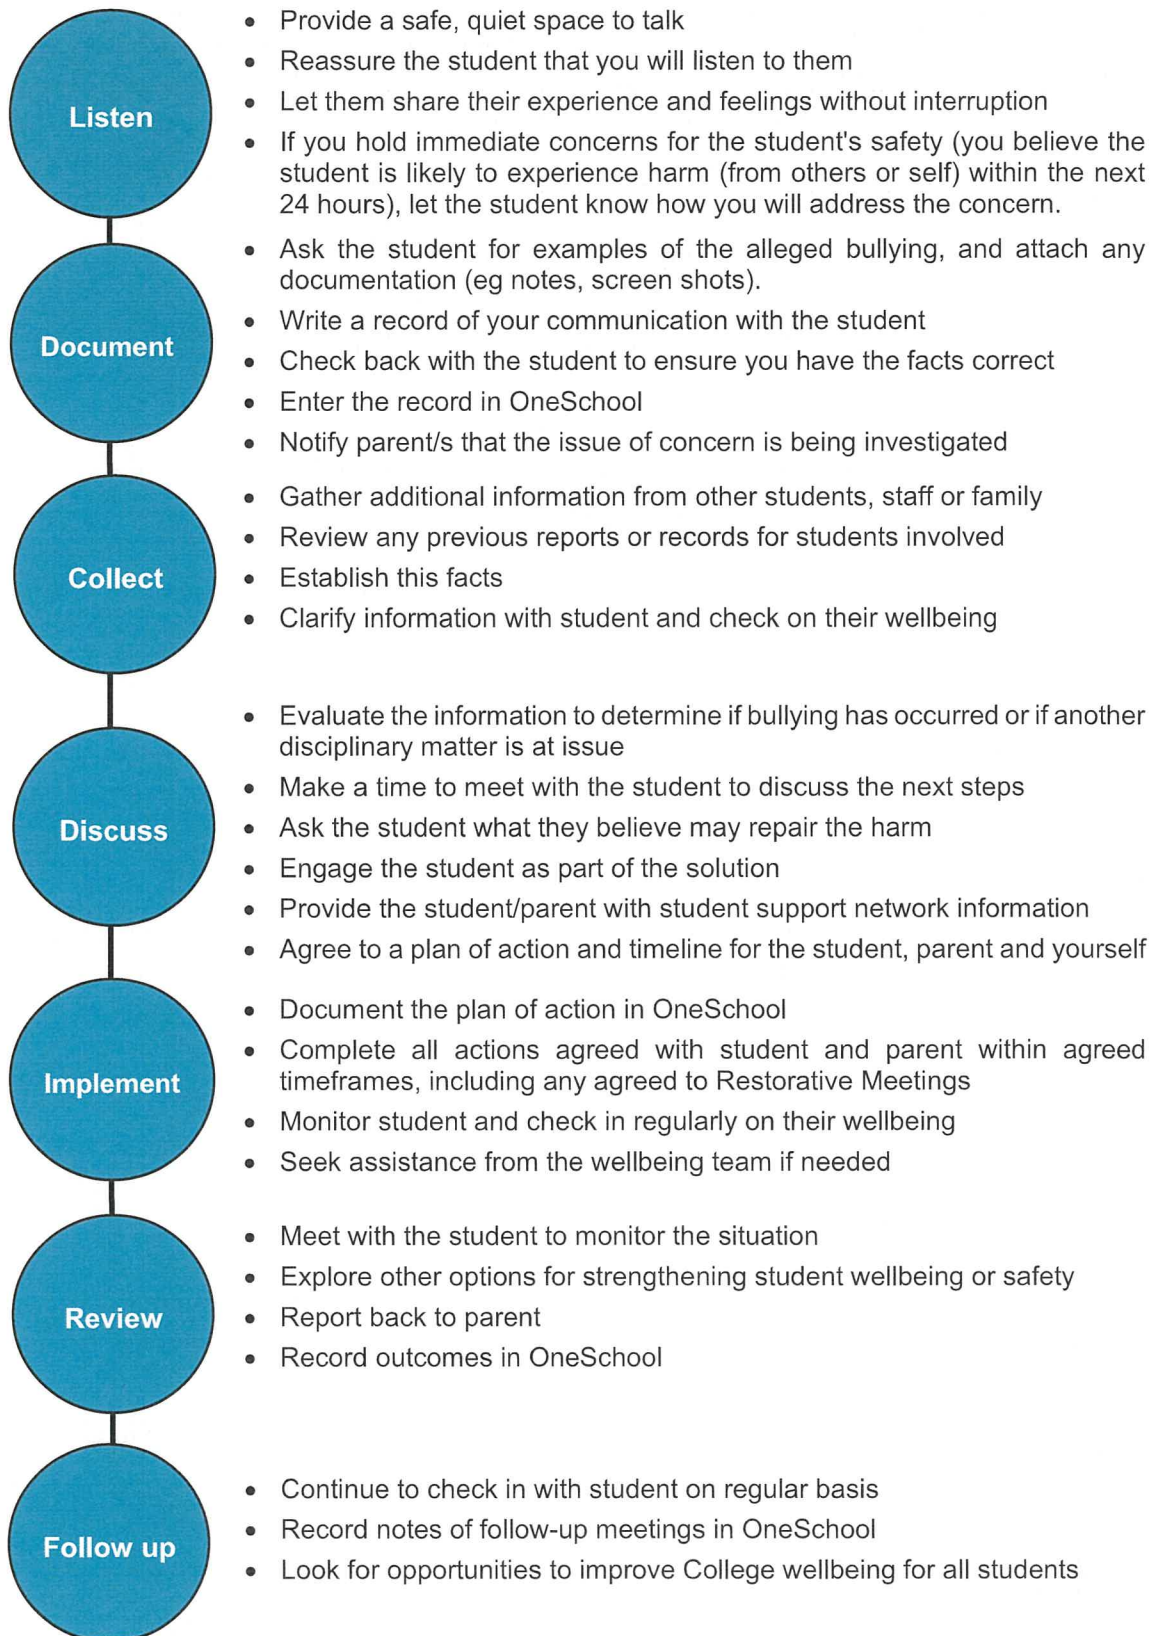 Listen
• Provide a safe, quiet space to talk
• Reassure the student that you will listen to them
• Let them share their experience and feelings without interruption
• If you hold immediate concerns for the student's safety (you believe the
student is likely to experience harm (from others or self) within the next
24 hours), let the student know how you will address the concern.
Document
• Ask the student for examples of the alleged bullying, and attach any
documentation (eg notes, screen shots).
• Write a record of your communication with the student
• Check back with the student to ensure you have the facts correct
• Enter the record in OneSchool
• Notify parent/s that the issue of concern is being investigated
Collect
• Gather additional information from other students, staff or family
• Review any previous reports or records for students involved
• Establish this facts
• Clarify information with student and check on their wellbeing
Discuss
• Evaluate the information to determine if bullying has occurred or if another
disciplinary matter is at issue
• Make a time to meet with the student to discuss the next steps
• Ask the student what they believe may repair the harm
• Engage the student as part of the solution
• Provide the student/parent with student support network information
• Agree to a plan of action and timeline for the student, parent and yourself
Implement
• Document the plan of action in OneSchool
• Complete all actions agreed with student and parent within agreed
timeframes, including any agreed to Restorative Meetings
• Monitor student and check in regularly on their wellbeing
• Seek assistance from the wellbeing team if needed
Review
• Meet with the student to monitor the situation
• Explore other options for strengthening student wellbeing or safety
• Report back to parent
• Record outcomes in OneSchool
Follow up
• Continue to check in with student on regular basis
• Record notes of follow-up meetings in OneSchool
• Look for opportunities to improve College wellbeing for all students